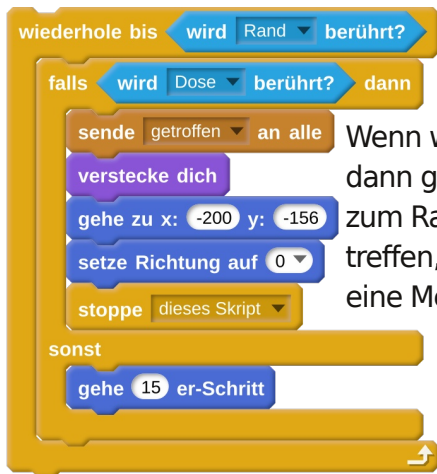 wiederhole bis wird Rand berührt?
falls wird Dose berührt? dann
sende getroffen an alle
verstecke dich
gehe zu x: -200 y: -156
setze Richtung auf 0
stoppe dieses Skript
sonst
gehe 15 er-Schritt
Wenn
dann
zum
treffen,
eine